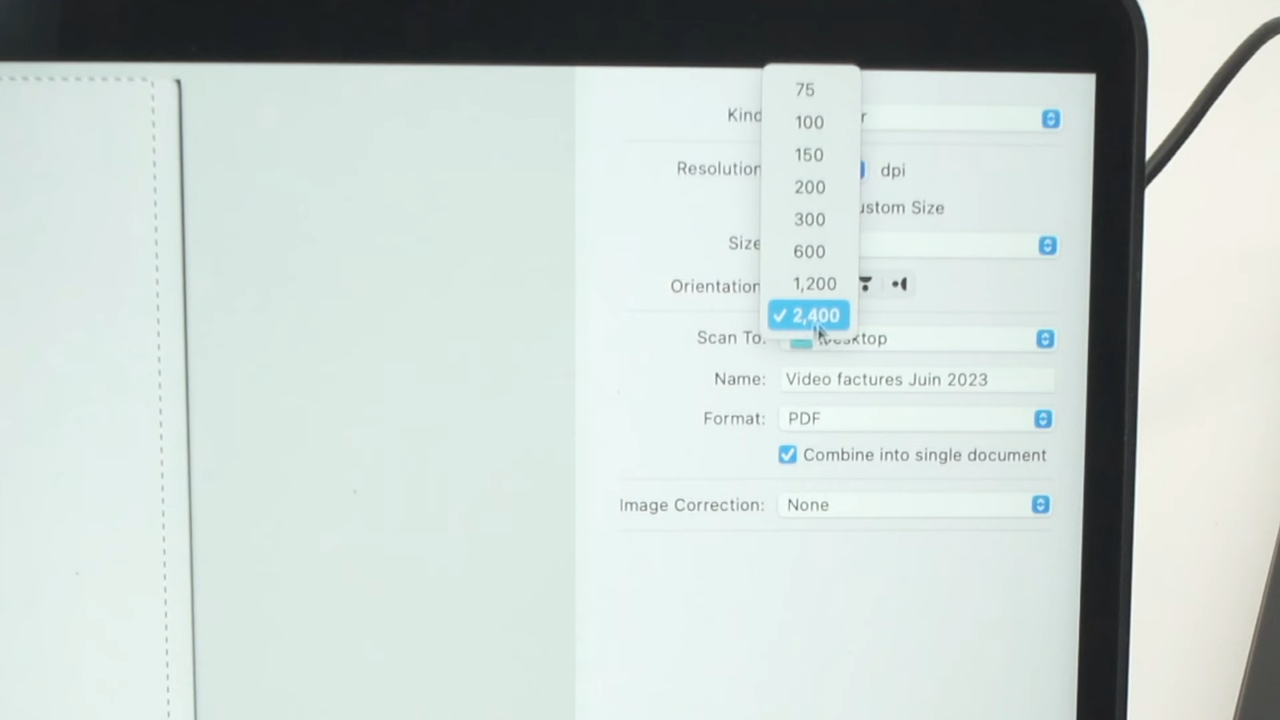 75
Kind
r
100
150
Resolution
dpi
200
ustom Size
300
Size
600
Orientation
1,200
2,400
Scan To:
Desktop
Name: Video factures Juin 2023
Format: PDF
Combine into single document
Image Correction: None